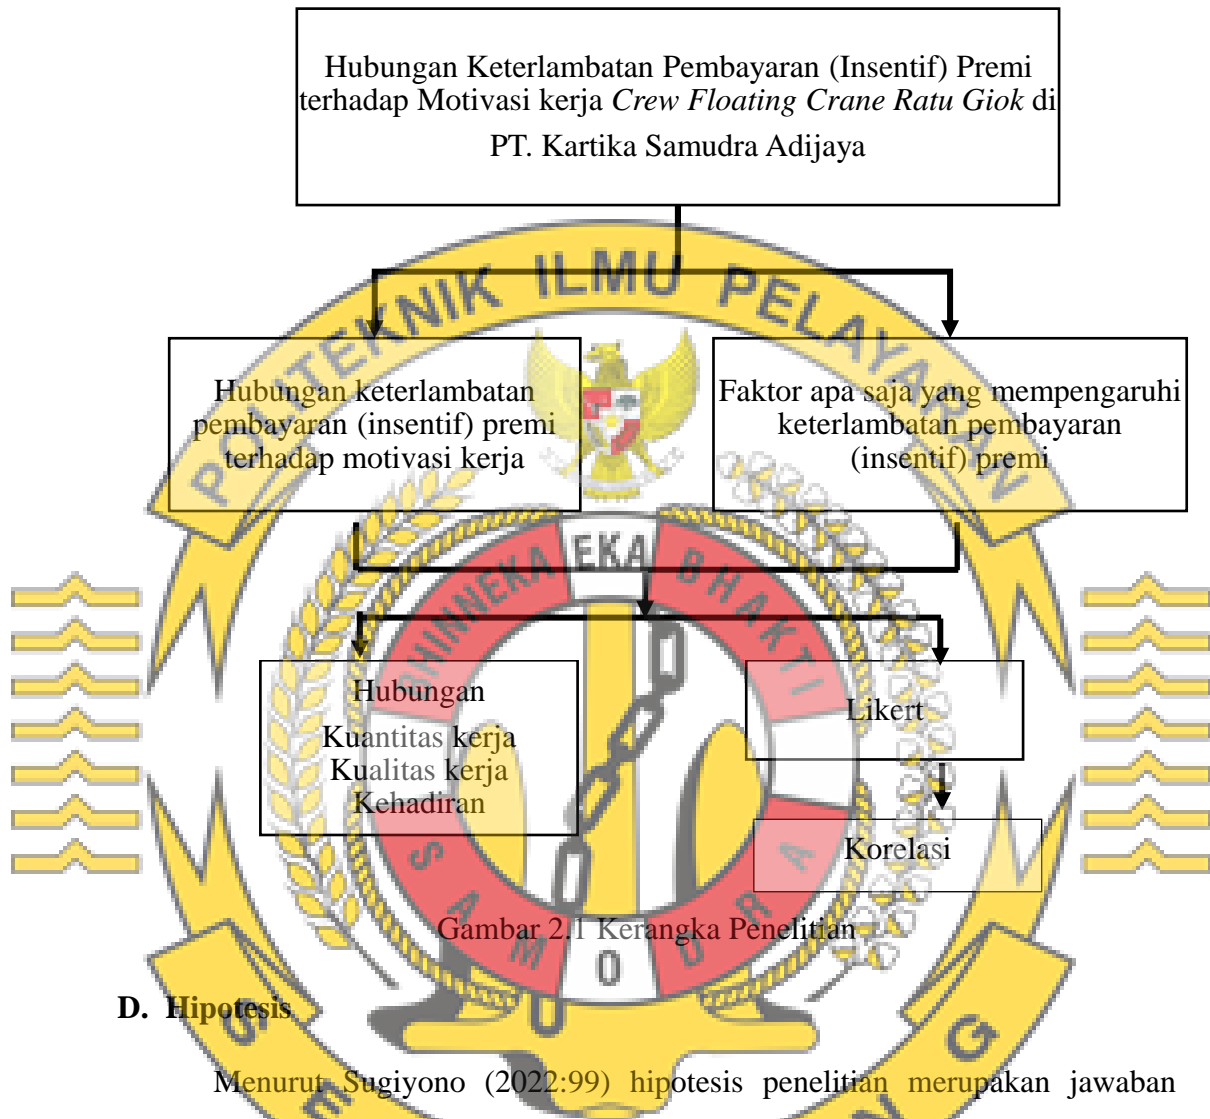 Hubungan Keterlambatan Pembayaran (Insentif) Premi
terhadap Motivasi kerja Crew Floating Crane Ratu Giok di
PT. Kartika Samudra Adijaya
POLITEKNIK ILMU PELAYARAN
Hubungan keterlambatan
pembayaran (insentif) premi
terhadap motivasi kerja
Faktor apa saja yang mempengaruhi
keterlambatan pembayaran
(insentif) premi
BHINNEKA EKA BHAKTI
Hubungan
Kuantitas kerja
Kualitas kerja
Kehadiran
Likert
Korelasi
SAMODRA
Gambar 2.1 Kerangka Penelitian
D. Hipotesis
Menurut Sugiyono (2022:99) hipotesis penelitian merupakan jawaban
S E N G